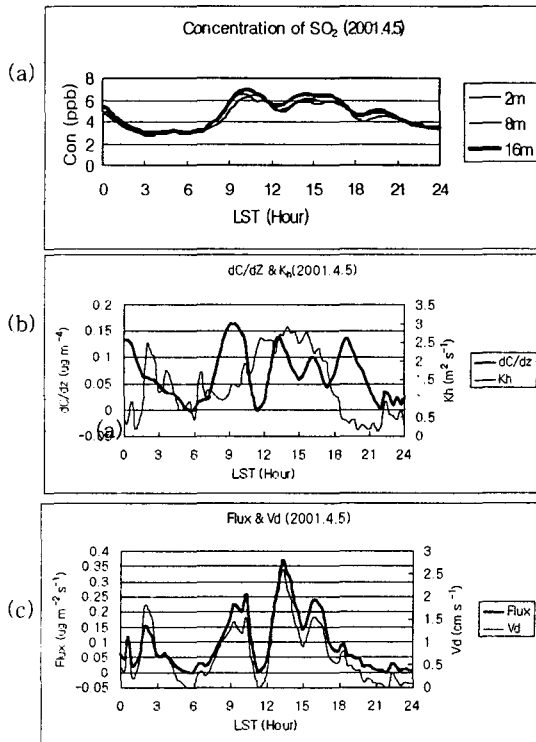 (a)
Concentration of SO₂ (2001.4.5)
Con (ppb)
8
6
4
2
0
0 3 6 9 12 15 18 21 24
LST (Hour)
2m
8m
16m
(b)
dC/dZ & Kₕ(2001.4.5)
dC/dz (ug m⁻⁴)
0.2
0.15
0.1
0.05
0
-0.05
(a)
3.5
3
2.5
2
1.5
1
0.5
0
Kh (m² s⁻¹)
0 3 6 9 12 15 18 21 24
LST (Hour)
dC/dz
Kh
(c)
Flux & Vd (2001.4.5)
Flux (ug m⁻² s⁻¹)
0.4
0.35
0.3
0.25
0.2
0.15
0.1
0.05
0
-0.05
3
2.5
2
1.5
1
0.5
0
Vd (cm s⁻¹)
0 3 6 9 12 15 18 21 24
LST (Hour)
Flux
Vd